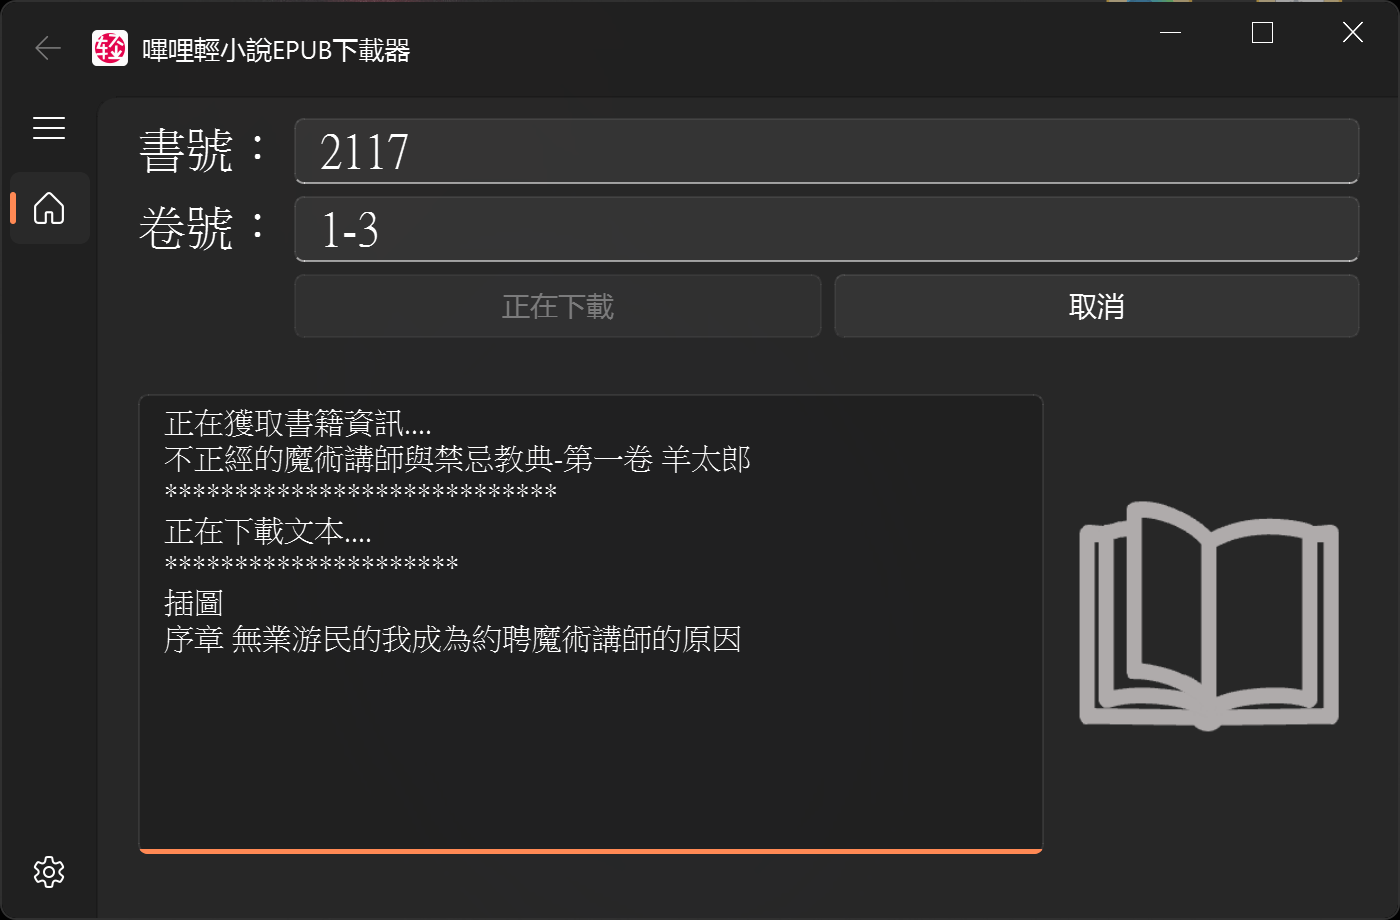 轻
嗶哩輕小說EPUB下載器
書號：
2117
卷號：
1-3
正在下載
取消
正在獲取書籍資訊....
不正經的魔術講師與禁忌教典-第一卷 羊太郎
****************************
正在下載文本....
*********************
插圖
序章 無業游民的我成為約聘魔術講師的原因